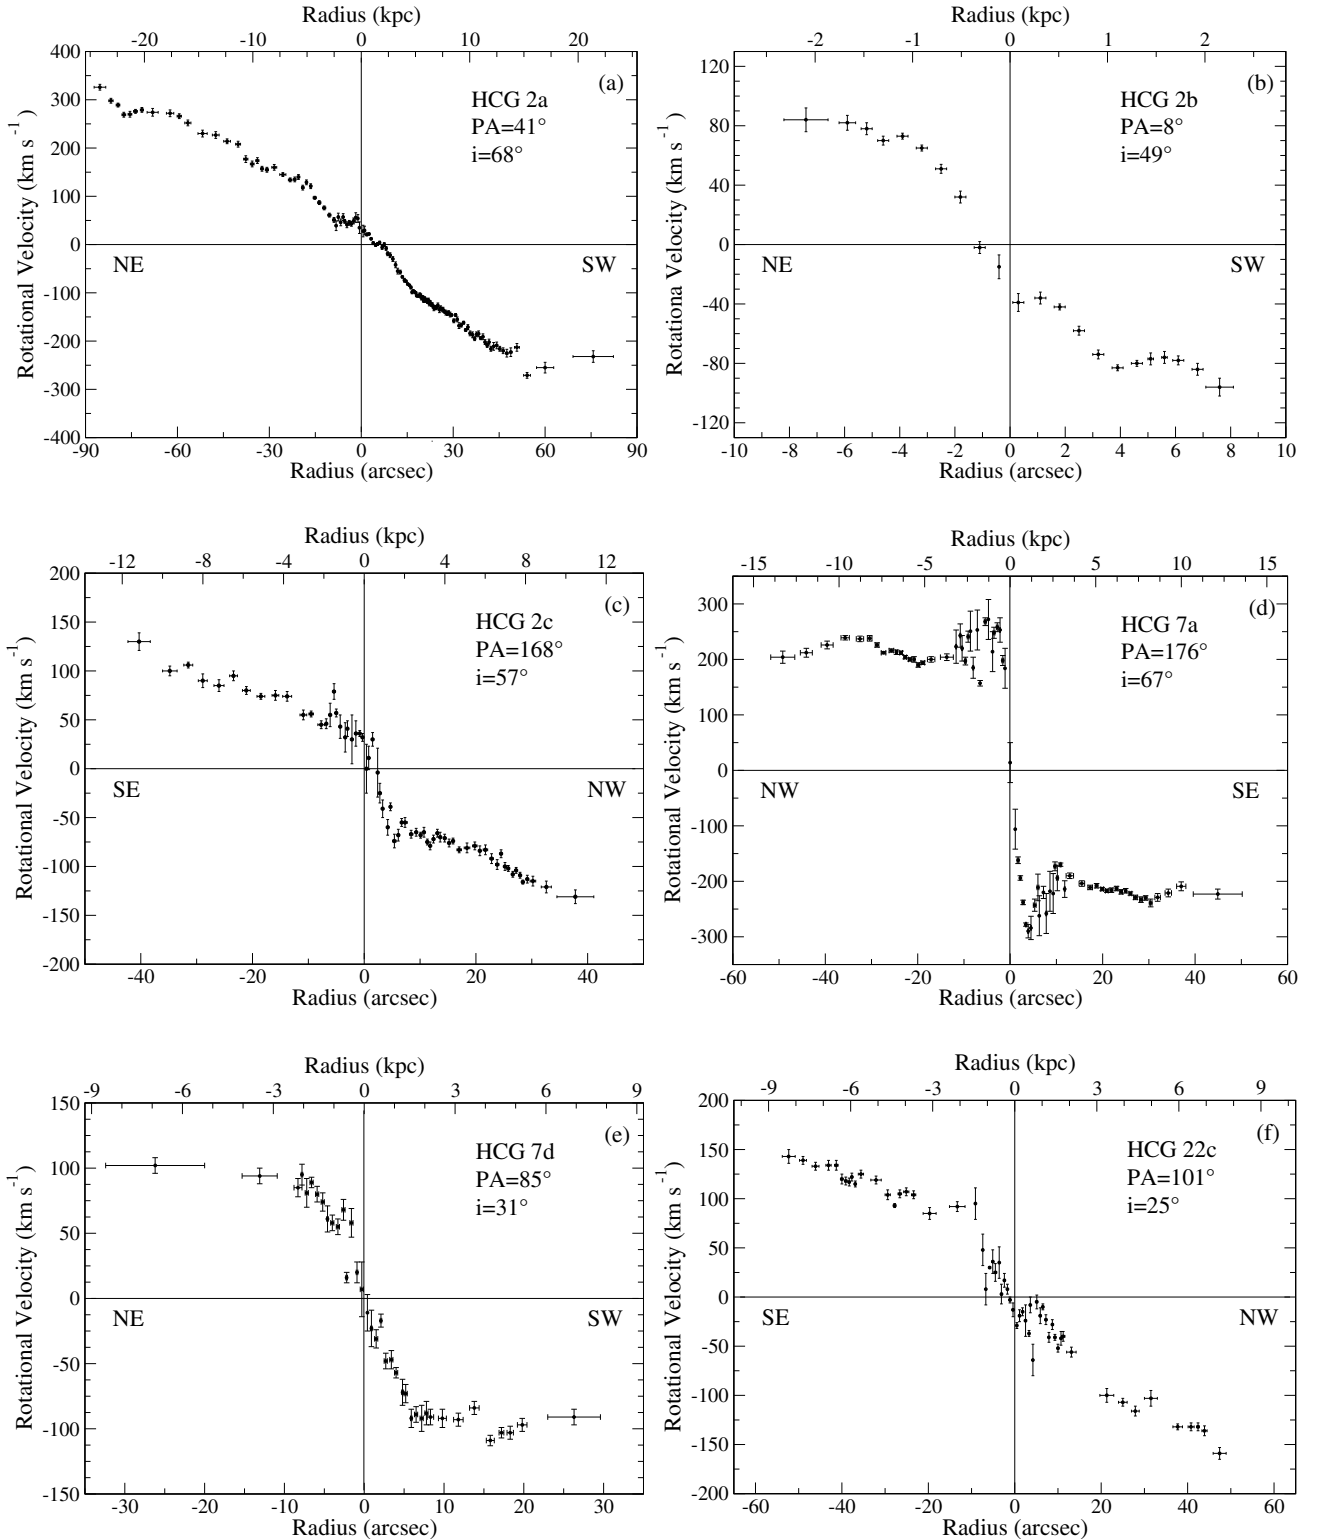 Radius (kpc)
-20 -10 0 10 20
400
300
200
100
0
-100
-200
-300
-400
Rotational Velocity (km s -1 )
(a)
HCG 2a
PA=41°
i=68°
NE
SW
-90 -60 -30 0 30 60 90
Radius (arcsec)
Radius (kpc)
-2 -1 0 1 2
120
80
40
0
-40
-80
-120
Rotationa Velocity (km s -1 )
(b)
HCG 2b
PA=8°
i=49°
NE
SW
-10 -8 -6 -4 -2 0 2 4 6 8 10
Radius (arcsec)
Radius (kpc)
-12 -8 -4 0 4 8 12
200
150
100
50
0
-50
-100
-150
-200
Rotational Velocity (km s -1 )
(c)
HCG 2c
PA=168°
i=57°
SE
NW
-40 -20 0 20 40
Radius (arcsec)
Radius (kpc)
-15 -10 -5 0 5 10 15
300
200
100
0
-100
-200
-300
Rotational Velocity (km s -1 )
(d)
HCG 7a
PA=176°
i=67°
NW
SE
-60 -40 -20 0 20 40 60
Radius (arcsec)
Radius (kpc)
-9 -6 -3 0 3 6 9
150
100
50
0
-50
-100
-150
Rotational Velocity (km s -1 )
(e)
HCG 7d
PA=85°
i=31°
NE
SW
-30 -20 -10 0 10 20 30
Radius (arcsec)
Radius (kpc)
-9 -6 -3 0 3 6 9
200
150
100
50
0
-50
-100
-150
-200
Rotational Velocity (km s -1 )
(f)
HCG 22c
PA=101°
i=25°
SE
NW
-60 -40 -20 0 20 40 60
Radius (arcsec)